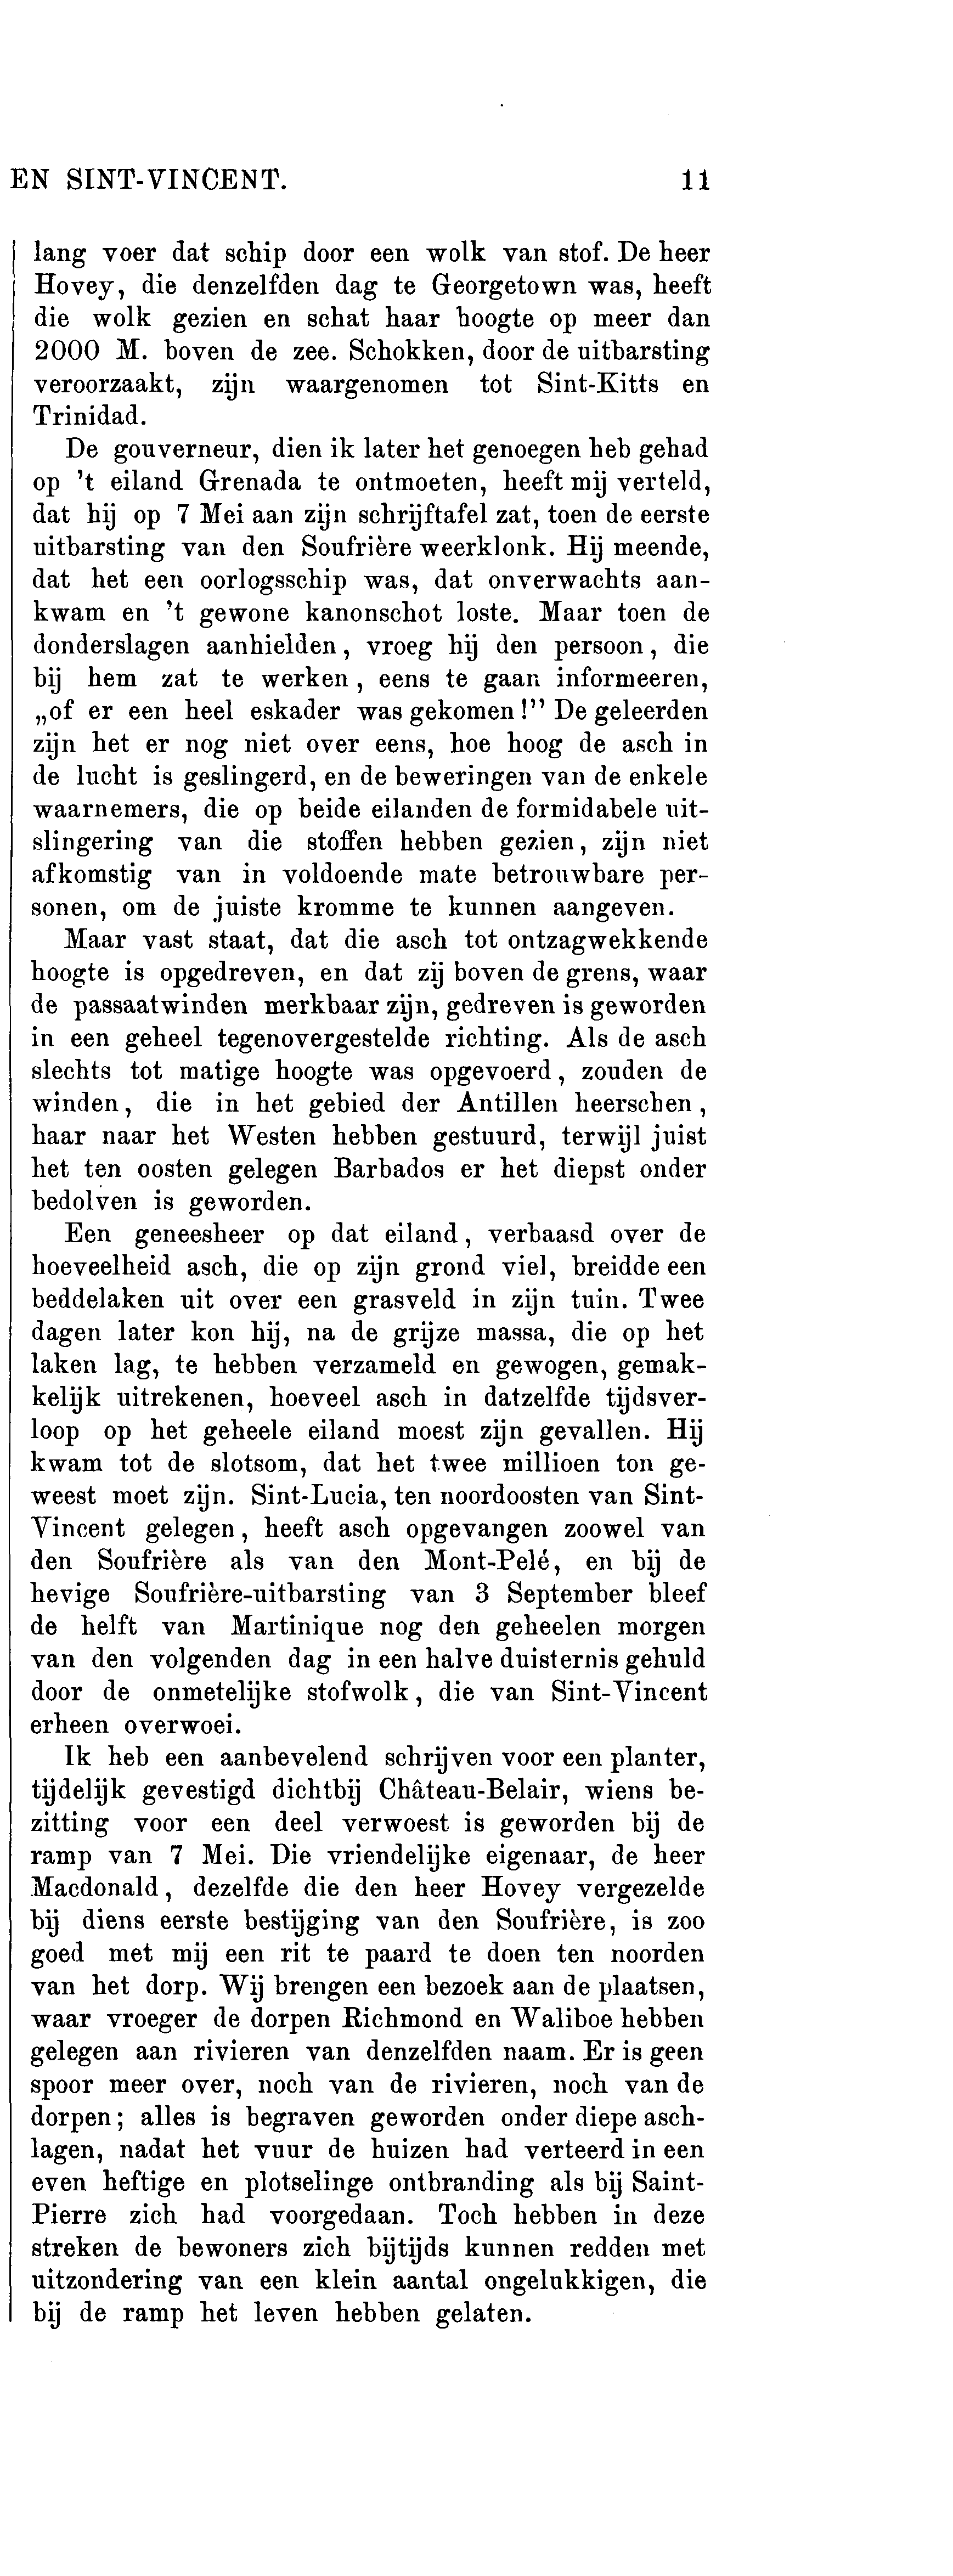 EN SINT-VINCENT. 11
lang voer dat schip door een wolk van stof. De heer
Hovey, die denzelfden dag te Georgetown was, heeft
die wolk gezien en schat haar hoogte op meer dan
2000 M. boven de zee. Schokken, door de uitbarsting
veroorzaakt, zijn waargenomen tot Sint-Kitts en
Trinidad.
De gouverneur, dien ik later het genoegen heb gehad
op 't eiland Grenada te ontmoeten, heeft mij verteld,
dat hij op 7 Mei aan zijn schrijftafel zat, toen de eerste
uitbarsting van den Soufrière weerklonk. Hij meende,
dat het een oorlogsschip was, dat onverwachts aan-
kwam en 't gewone kanonschot loste. Maar toen de
donderslagen aanhielden, vroeg hij den persoon, die
bij hem zat te werken, eens te gaan informeeren,
„of er een heel eskader was gekomen!" De geleerden
zijn het er nog niet over eens, hoe hoog de asch in
de lucht is geslingerd, en de beweringen van de enkele
waarnemers, die op beide eilanden de formidabele uit-
slingering van die stoffen hebben gezien, zijn niet
afkomstig van in voldoende mate betrouwbare per-
sonen, om de juiste kromme te kunnen aangeven.
Maar vast staat, dat die asch tot ontzagwekkende
hoogte is opgedreven, en dat zij boven de grens, waar
de passaatwinden merkbaar zijn, gedreven is geworden
in een geheel tegenovergestelde richting. Als de asch
slechts tot matige hoogte was opgevoerd, zouden de
winden, die in het gebied der Antillen heerschen,
haar naar het Westen hebben gestuurd, terwijl juist
het ten oosten gelegen Barbados er het diepst onder
bedolven is geworden.
Een geneesheer op dat eiland, verbaasd over de
hoeveelheid asch, die op zijn grond viel, breidde een
beddelaken uit over een grasveld in zijn tuin. Twee
dagen later kon hij, na de grijze massa, die op het
laken lag, te hebben verzameld en gewogen, gemak-
kelijk uitrekenen, hoeveel asch in datzelfde tijdsver-
loop op het geheele eiland moest zijn gevallen. Hij
kwam tot de slotsom, dat het twee millioen ton ge-
weest moet zijn. Sint-Lucia, ten noordoosten van Sint-
Vincent gelegen, heeft asch opgevangen zoowel van
den Soufrière als van den Mont-Pelé, en bij de
hevige Soufrière-uitbarsting van 3 September bleef
de helft van Martinique nog den geheelen morgen
van den volgenden dag in een halve duisternis gehuld
door de onmetelijke stofwolk, die van Sint-Vincent
erheen overwoei.
Ik heb een aanbevelend schrijven voor een planter,
tijdelijk gevestigd dichtbij Château-Belair, wiens be-
zitting voor een deel verwoest is geworden bij de
ramp van 7 Mei. Die vriendelijke eigenaar, de heer
Macdonald, dezelfde die den heer Hovey vergezelde
bij diens eerste bestijging van den Soufrière, is zoo
goed met mij een rit te paard te doen ten noorden
van het dorp. Wij brengen een bezoek aan de plaatsen,
waar vroeger de dorpen Richmond en Waliboe hebben
gelegen aan rivieren van denzelfden naam. Er is geen
spoor meer over, noch van de rivieren, noch van de
dorpen; alles is begraven geworden onder diepe asch-
lagen, nadat het vuur de huizen had verteerd in een
even heftige en plotselinge ontbranding als bij Saint-
Pierre zich had voorgedaan. Toch hebben in deze
streken de bewoners zich bijtijds kunnen redden met
uitzondering van een klein aantal ongelukkigen, die
bij de ramp het leven hebben gelaten.